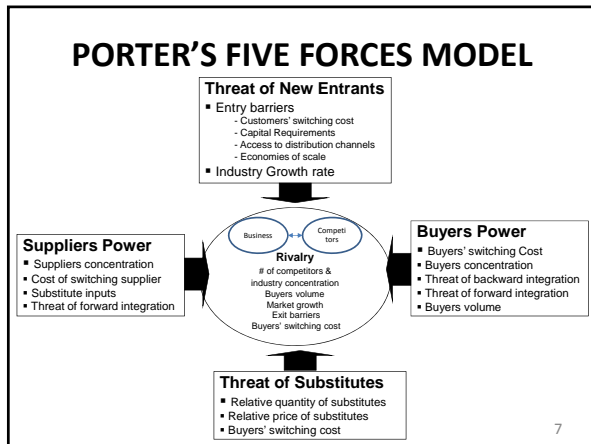 PORTER'S FIVE FORCES MODEL
Threat of New Entrants
▪ Entry barriers
- Customers' switching cost
- Capital Requirements
- Access to distribution channels
- Economies of scale
▪ Industry Growth rate
Suppliers Power
▪ Suppliers concentration
▪ Cost of switching supplier
▪ Substitute inputs
▪ Threat of forward integration
Business
Competi
tors
Rivalry
# of competitors &
industry concentration
Buyers volume
Market growth
Exit barriers
Buyers' switching cost
Buyers Power
▪ Buyers' switching Cost
▪ Buyers concentration
▪ Threat of backward integration
▪ Threat of forward integration
▪ Buyers volume
Threat of Substitutes
▪ Relative quantity of substitutes
▪ Relative price of substitutes
▪ Buyers' switching cost
7